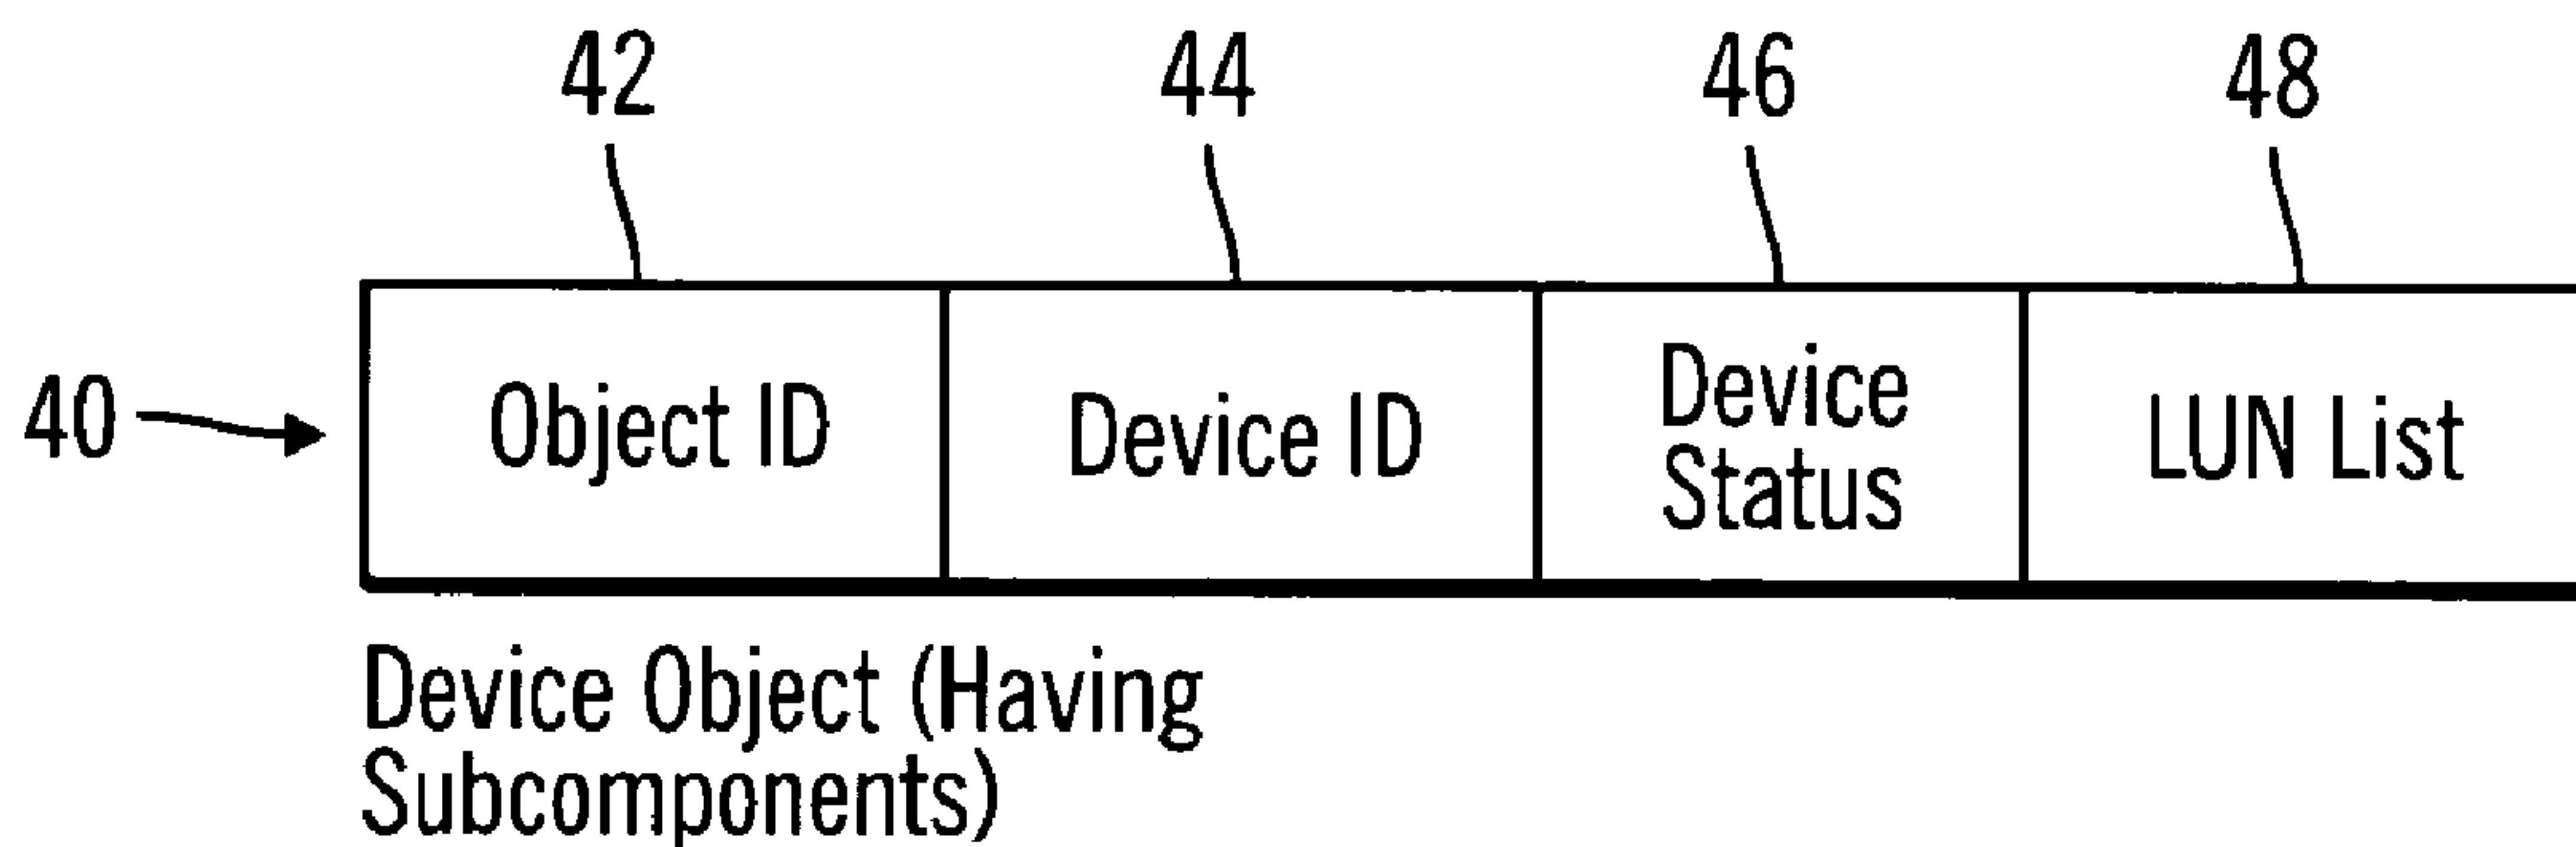 42 44 46 48
40
Object ID
Device ID
Device
Status
LUN List
Device Object (Having
Subcomponents)